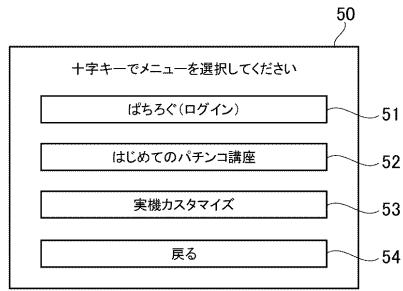 50
十字キーでメニューを選択してください
ぱちろぐ(ログイン)
51
はじめてのパチンコ講座
52
実機カスタマイズ
53
戻る
54